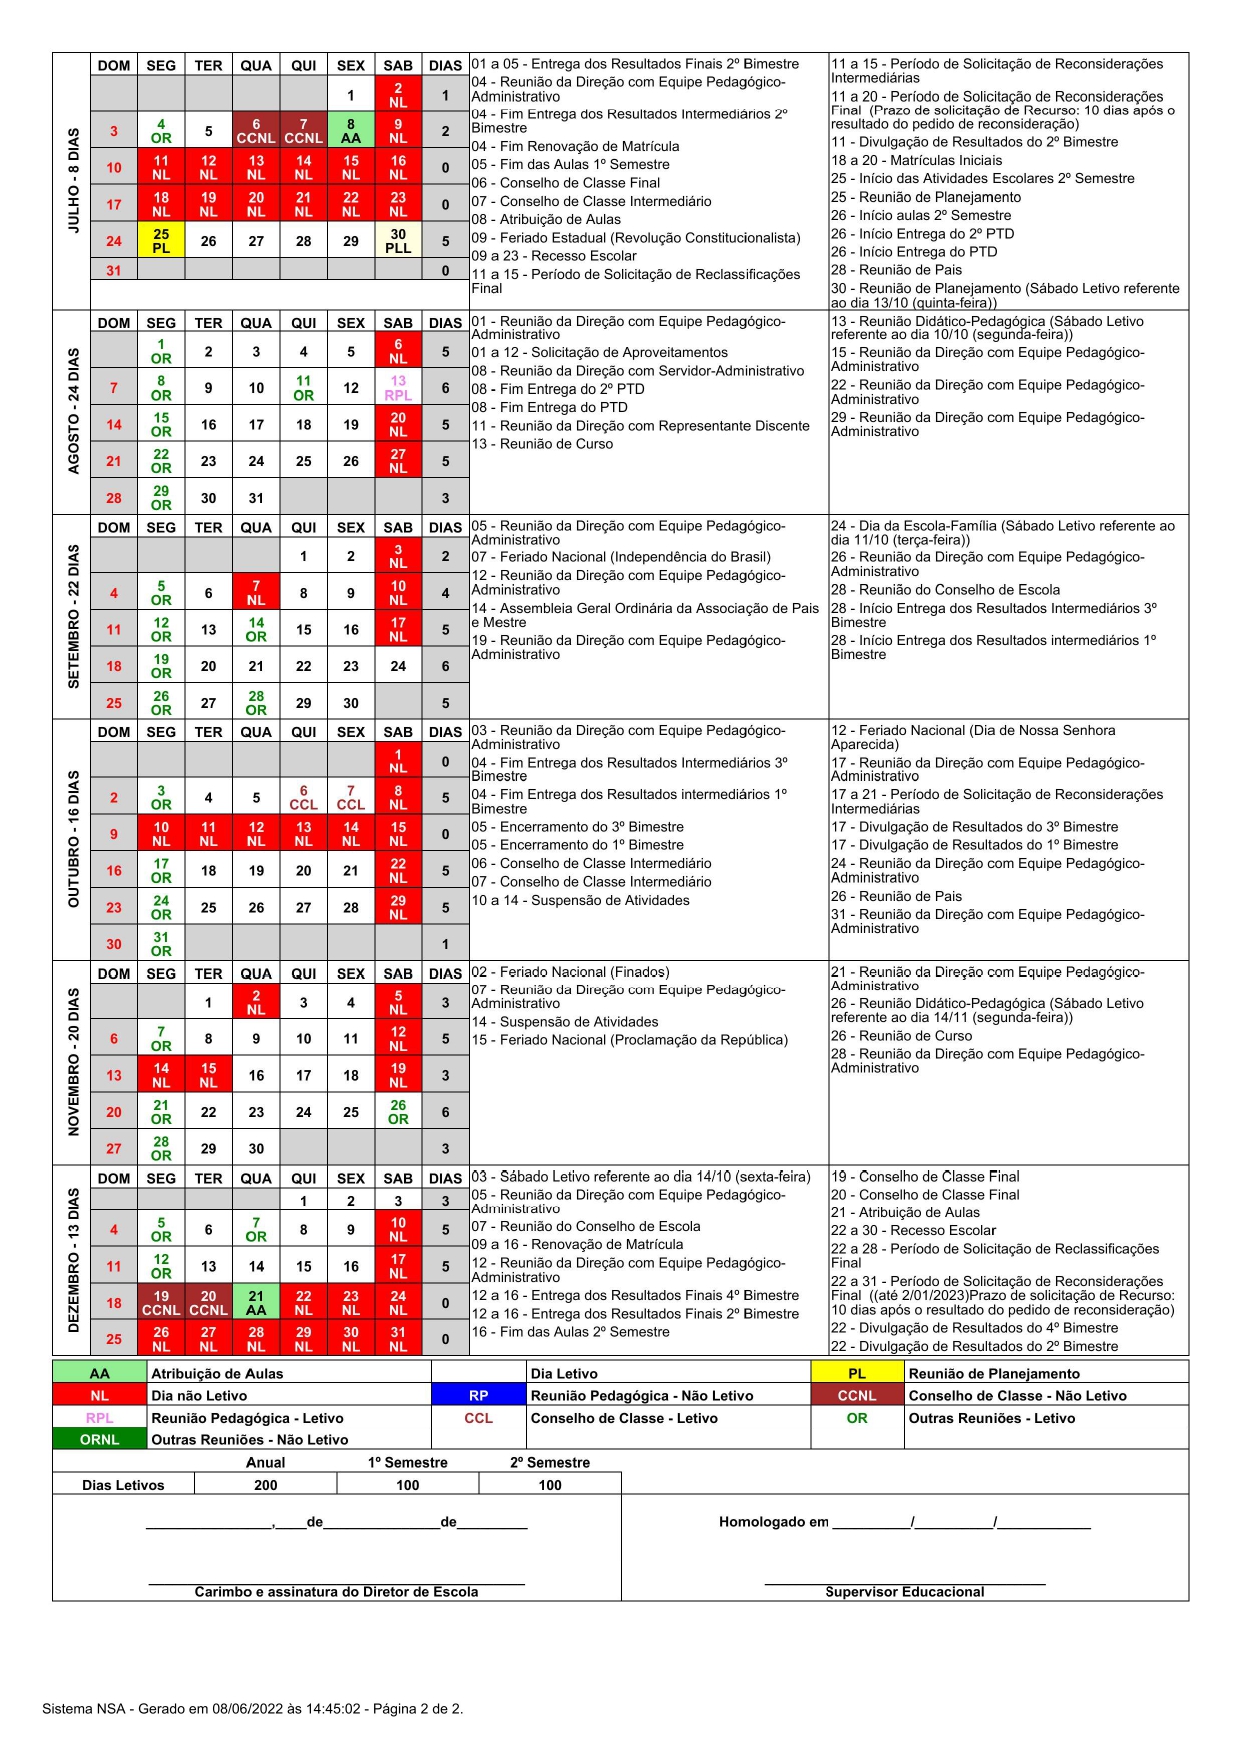 JULHO - 8 DIAS
DOM SEG TER QUA QUI SEX SAB DIAS
1 2 NL 1
3 4 OR 5 6 CCNL 7 CCNL 8 AA 9 NL 2
10 11 NL 12 NL 13 NL 14 NL 15 NL 16 NL 0
17 18 NL 19 NL 20 NL 21 NL 22 NL 23 NL 0
24 25 PL 26 27 28 29 30 PLL 5
31 0
01 a 05 - Entrega dos Resultados Finais 2º Bimestre
04 - Reunião da Direção com Equipe Pedagógico-
Administrativo
04 - Fim Entrega dos Resultados Intermediários 2º
Bimestre
04 - Fim Renovação de Matrícula
05 - Fim das Aulas 1º Semestre
06 - Conselho de Classe Final
07 - Conselho de Classe Intermediário
08 - Atribuição de Aulas
09 - Feriado Estadual (Revolução Constitucionalista)
09 a 23 - Recesso Escolar
11 a 15 - Período de Solicitação de Reclassificações
Final
11 a 15 - Período de Solicitação de Reconsiderações
Intermediárias
11 a 20 - Período de Solicitação de Reconsiderações
Final (Prazo de solicitação de Recurso: 10 dias após o
resultado do pedido de reconsideração)
11 - Divulgação de Resultados do 2º Bimestre
18 a 20 - Matrículas Iniciais
25 - Início das Atividades Escolares 2º Semestre
25 - Reunião de Planejamento
26 - Início aulas 2º Semestre
26 - Início Entrega do 2º PTD
26 - Início Entrega do PTD
28 - Reunião de Pais
30 - Reunião de Planejamento (Sábado Letivo referente
ao dia 13/10 (quinta-feira))
AGOSTO - 24 DIAS
DOM SEG TER QUA QUI SEX SAB DIAS
1 OR 2 3 4 5 6 NL 5
7 8 OR 9 10 11 OR 12 13 RPL 6
14 15 OR 16 17 18 19 20 NL 5
21 22 OR 23 24 25 26 27 NL 5
28 29 OR 30 31 3
01 - Reunião da Direção com Equipe Pedagógico-
Administrativo
01 a 12 - Solicitação de Aproveitamentos
08 - Reunião da Direção com Servidor-Administrativo
08 - Fim Entrega do 2º PTD
08 - Fim Entrega do PTD
11 - Reunião da Direção com Representante Discente
13 - Reunião de Curso
13 - Reunião Didático-Pedagógica (Sábado Letivo
referente ao dia 10/10 (segunda-feira))
15 - Reunião da Direção com Equipe Pedagógico-
Administrativo
22 - Reunião da Direção com Equipe Pedagógico-
Administrativo
29 - Reunião da Direção com Equipe Pedagógico-
Administrativo
SETEMBRO - 22 DIAS
DOM SEG TER QUA QUI SEX SAB DIAS
1 2 3 NL 2
4 5 OR 6 7 NL 8 9 10 NL 4
11 12 OR 13 14 OR 15 16 17 NL 5
18 19 OR 20 21 22 23 24 6
25 26 OR 27 28 OR 29 30 5
05 - Reunião da Direção com Equipe Pedagógico-
Administrativo
07 - Feriado Nacional (Independência do Brasil)
12 - Reunião da Direção com Equipe Pedagógico-
Administrativo
14 - Assembleia Geral Ordinária da Associação de Pais
e Mestre
19 - Reunião da Direção com Equipe Pedagógico-
Administrativo
24 - Dia da Escola-Família (Sábado Letivo referente ao
dia 11/10 (terça-feira))
26 - Reunião da Direção com Equipe Pedagógico-
Administrativo
28 - Reunião do Conselho de Escola
28 - Início Entrega dos Resultados Intermediários 3º
Bimestre
28 - Início Entrega dos Resultados intermediários 1º
Bimestre
OUTUBRO - 16 DIAS
DOM SEG TER QUA QUI SEX SAB DIAS
1 NL 0
2 3 OR 4 5 6 CCL 7 CCL 8 NL 5
9 10 NL 11 NL 12 NL 13 NL 14 NL 15 NL 0
16 17 OR 18 19 20 21 22 NL 5
23 24 OR 25 26 27 28 29 NL 5
30 31 OR 1
03 - Reunião da Direção com Equipe Pedagógico-
Administrativo
04 - Fim Entrega dos Resultados Intermediários 3º
Bimestre
04 - Fim Entrega dos Resultados intermediários 1º
Bimestre
05 - Encerramento do 3º Bimestre
05 - Encerramento do 1º Bimestre
06 - Conselho de Classe Intermediário
07 - Conselho de Classe Intermediário
10 a 14 - Suspensão de Atividades
12 - Feriado Nacional (Dia de Nossa Senhora
Aparecida)
17 - Reunião da Direção com Equipe Pedagógico-
Administrativo
17 a 21 - Período de Solicitação de Reconsiderações
Intermediárias
17 - Divulgação de Resultados do 3º Bimestre
17 - Divulgação de Resultados do 1º Bimestre
24 - Reunião da Direção com Equipe Pedagógico-
Administrativo
26 - Reunião de Pais
31 - Reunião da Direção com Equipe Pedagógico-
Administrativo
NOVEMBRO - 20 DIAS
DOM SEG TER QUA QUI SEX SAB DIAS
1 2 NL 3 4 5 NL 3
6 7 OR 8 9 10 11 12 NL 5
13 14 NL 15 NL 16 17 18 19 NL 3
20 21 OR 22 23 24 25 26 OR 6
27 28 OR 29 30 3
02 - Feriado Nacional (Finados)
07 - Reunião da Direção com Equipe Pedagógico-
Administrativo
14 - Suspensão de Atividades
15 - Feriado Nacional (Proclamação da República)
21 - Reunião da Direção com Equipe Pedagógico-
Administrativo
26 - Reunião Didático-Pedagógica (Sábado Letivo
referente ao dia 14/11 (segunda-feira))
26 - Reunião de Curso
28 - Reunião da Direção com Equipe Pedagógico-
Administrativo
DEZEMBRO - 13 DIAS
DOM SEG TER QUA QUI SEX SAB DIAS
1 2 3 3
4 5 OR 6 7 OR 8 9 10 NL 5
11 12 OR 13 14 15 16 17 NL 5
18 19 CCNL 20 CCNL 21 AA 22 NL 23 NL 24 NL 0
25 26 NL 27 NL 28 NL 29 NL 30 NL 31 NL 0
03 - Sábado Letivo referente ao dia 14/10 (sexta-feira)
05 - Reunião da Direção com Equipe Pedagógico-
Administrativo
07 - Reunião do Conselho de Escola
09 a 16 - Renovação de Matrícula
12 - Reunião da Direção com Equipe Pedagógico-
Administrativo
12 a 16 - Entrega dos Resultados Finais 4º Bimestre
12 a 16 - Entrega dos Resultados Finais 2º Bimestre
16 - Fim das Aulas 2º Semestre
19 - Conselho de Classe Final
20 - Conselho de Classe Final
21 - Atribuição de Aulas
22 a 30 - Recesso Escolar
22 a 28 - Período de Solicitação de Reclassificações
Final
22 a 31 - Período de Solicitação de Reconsiderações
Final ((até 2/01/2023)Prazo de solicitação de Recurso:
10 dias após o resultado do pedido de reconsideração)
22 - Divulgação de Resultados do 4º Bimestre
22 - Divulgação de Resultados do 2º Bimestre
AA Atribuição de Aulas Dia Letivo PL Reunião de Planejamento
NL Dia não Letivo RP Reunião Pedagógica - Não Letivo CCNL Conselho de Classe - Não Letivo
RPL Reunião Pedagógica - Letivo CCL Conselho de Classe - Letivo OR Outras Reuniões - Letivo
ORNL Outras Reuniões - Não Letivo
Anual 1º Semestre 2º Semestre
Dias Letivos 200 100 100
________________,____de_______________de_________
Homologado em __________/__________/____________
Carimbo e assinatura do Diretor de Escola
Supervisor Educacional
Sistema NSA - Gerado em 08/06/2022 às 14:45:02 - Página 2 de 2.